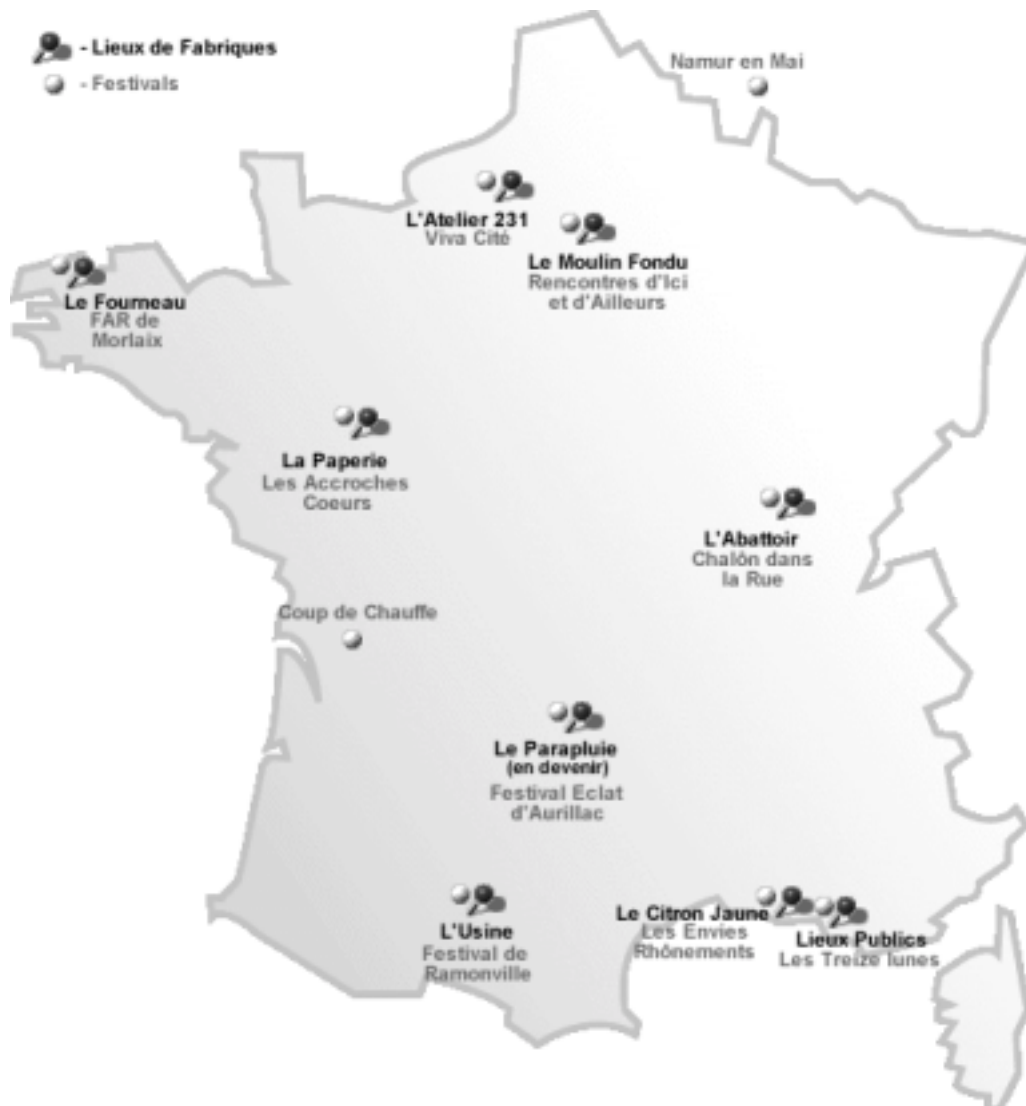 - Lieux de Fabriques
- Festivals
Namur en Mai
L'Atelier 231
Viva Cité
Le Moulin Fondu
Rencontres d'Ici
et d'Ailleurs
Le Fourneau
FAR de
Morlaix
La Paperie
Les Accroches
Coeurs
L'Abattoir
Chalôn dans
la Rue
Coup de Chauffe
Le Parapluie
(en devenir)
Festival Eclat
d'Aurillac
L'Usine
Festival de
Ramonville
Le Citron Jaune
Les Envies
Rhônements
Lieux Publics
Les Treize lunes